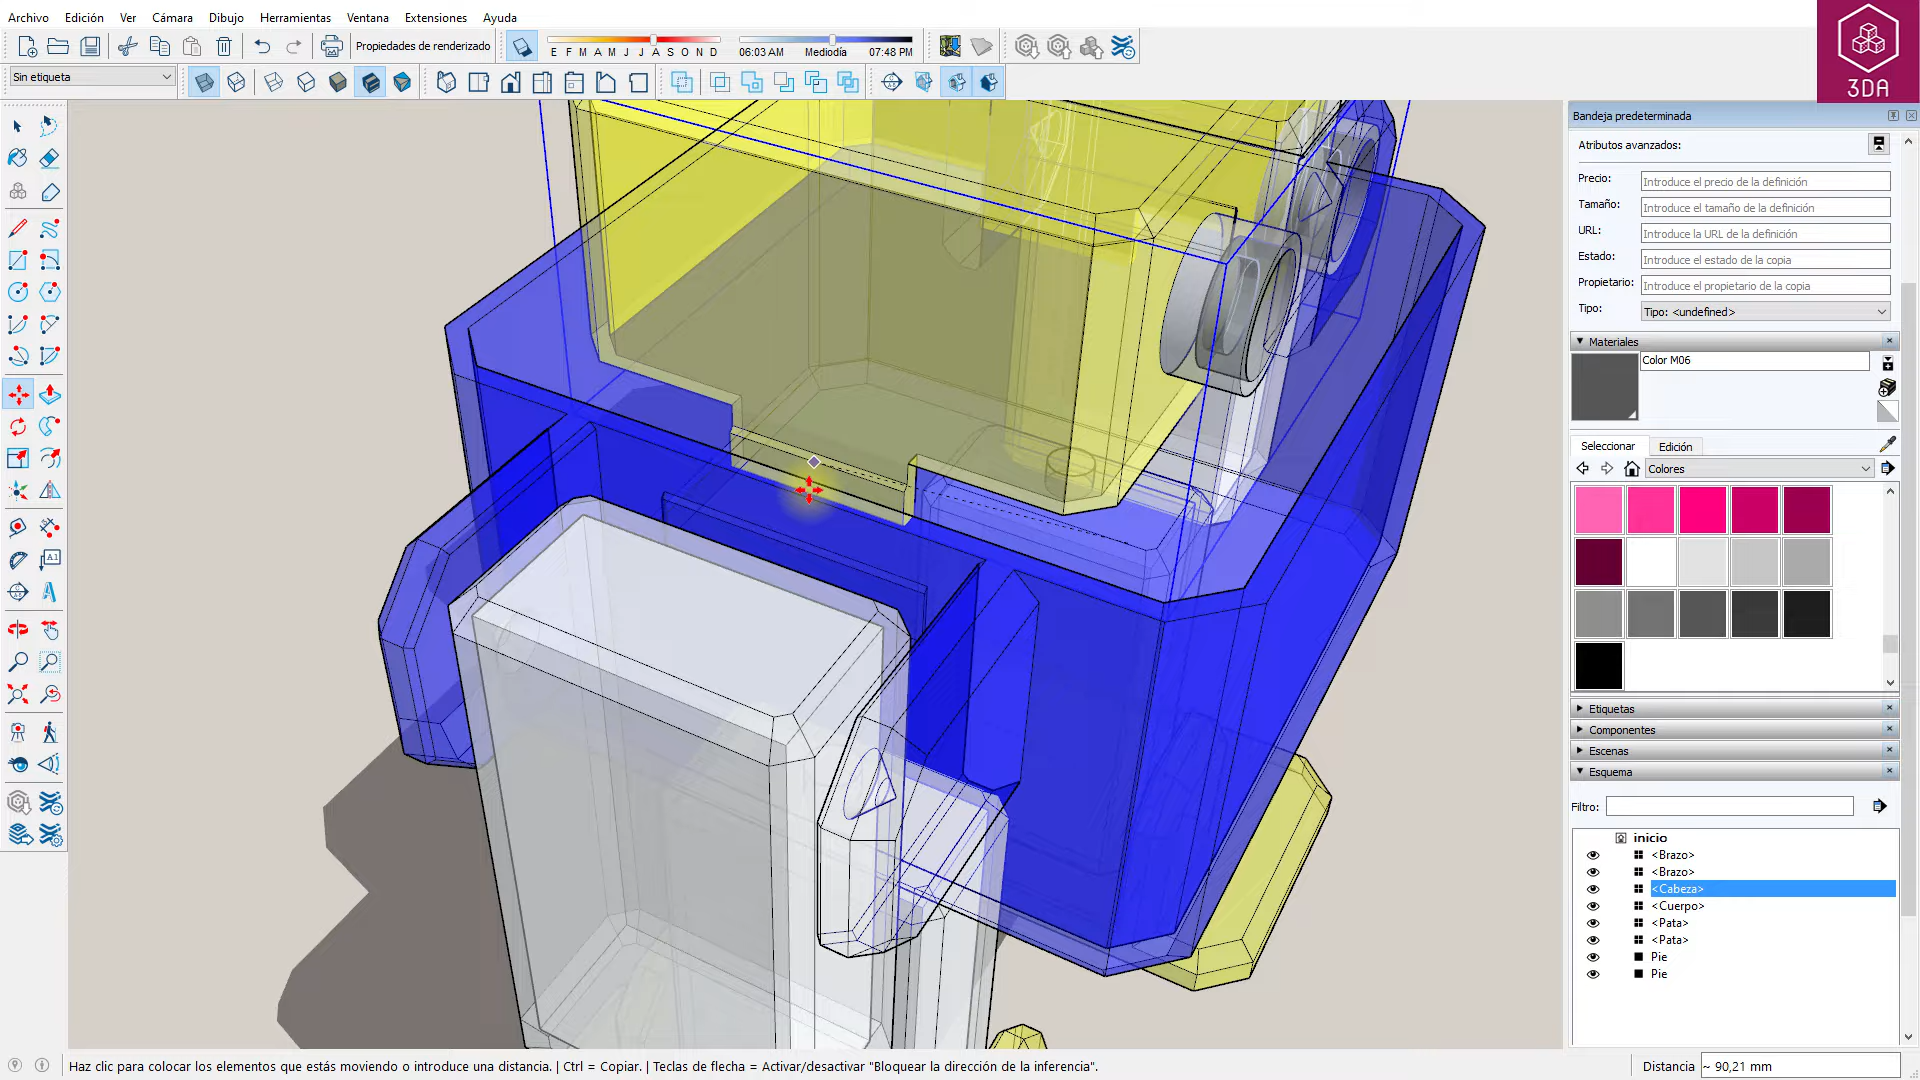 Archivo Edición Ver Cámara Dibujo Herramientas Ventana Extensiones Ayuda
Propiedades de renderizado
E F M A M J J A S O N D
06:03 AM Mediodía 07:48 PM
3DA
Sin etiqueta
Bandeja predeterminada
Atributos avanzados:
Precio: Introduce el precio de la definición
Tamaño: Introduce el tamaño de la definición
URL: Introduce la URL de la definición
Estado: Introduce el estado de la copia
Propietario: Introduce el propietario de la copia
Tipo: Tipo: <undefined>
Materiales
Color M06
Seleccionar Edición
Colores
Etiquetas
Componentes
Escenas
Esquema
Filtro:
inicio
<Brazo>
<Brazo>
<Cabeza>
<Cuerpo>
<Pata>
<Pata>
Pie
Pie
Haz clic para colocar los elementos que estás moviendo o introduce una distancia. | Ctrl = Copiar. | Teclas de flecha = Activar/desactivar "Bloquear la dirección de la inferencia".
Distancia ~ 90,21 mm